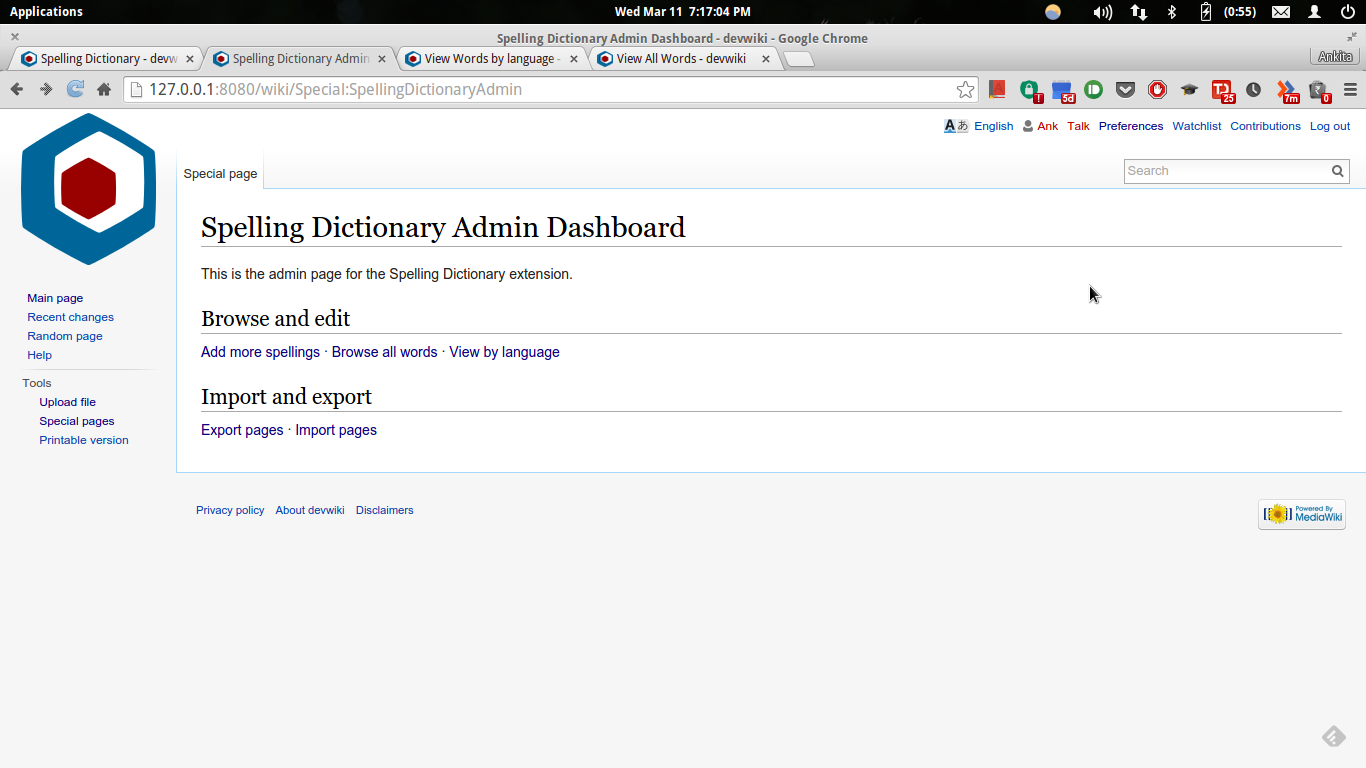 Applications
Wed Mar 11 7:17:04 PM
(0:55)
Spelling Dictionary Admin Dashboard - devwiki - Google Chrome
Spelling Dictionary - devw
Spelling Dictionary Admin
View Words by language -
View All Words - devwiki
Ankita
127.0.0.1:8080/wiki/Special:SpellingDictionaryAdmin
!
5d
25
7m
0
English
Ank
Talk
Preferences
Watchlist
Contributions
Log out
Special page
Search
Spelling Dictionary Admin Dashboard
This is the admin page for the Spelling Dictionary extension.
Browse and edit
Add more spellings · Browse all words · View by language
Import and export
Export pages · Import pages
Main page
Recent changes
Random page
Help
Tools
Upload file
Special pages
Printable version
Privacy policy
About devwiki
Disclaimers
Powered By
MediaWiki